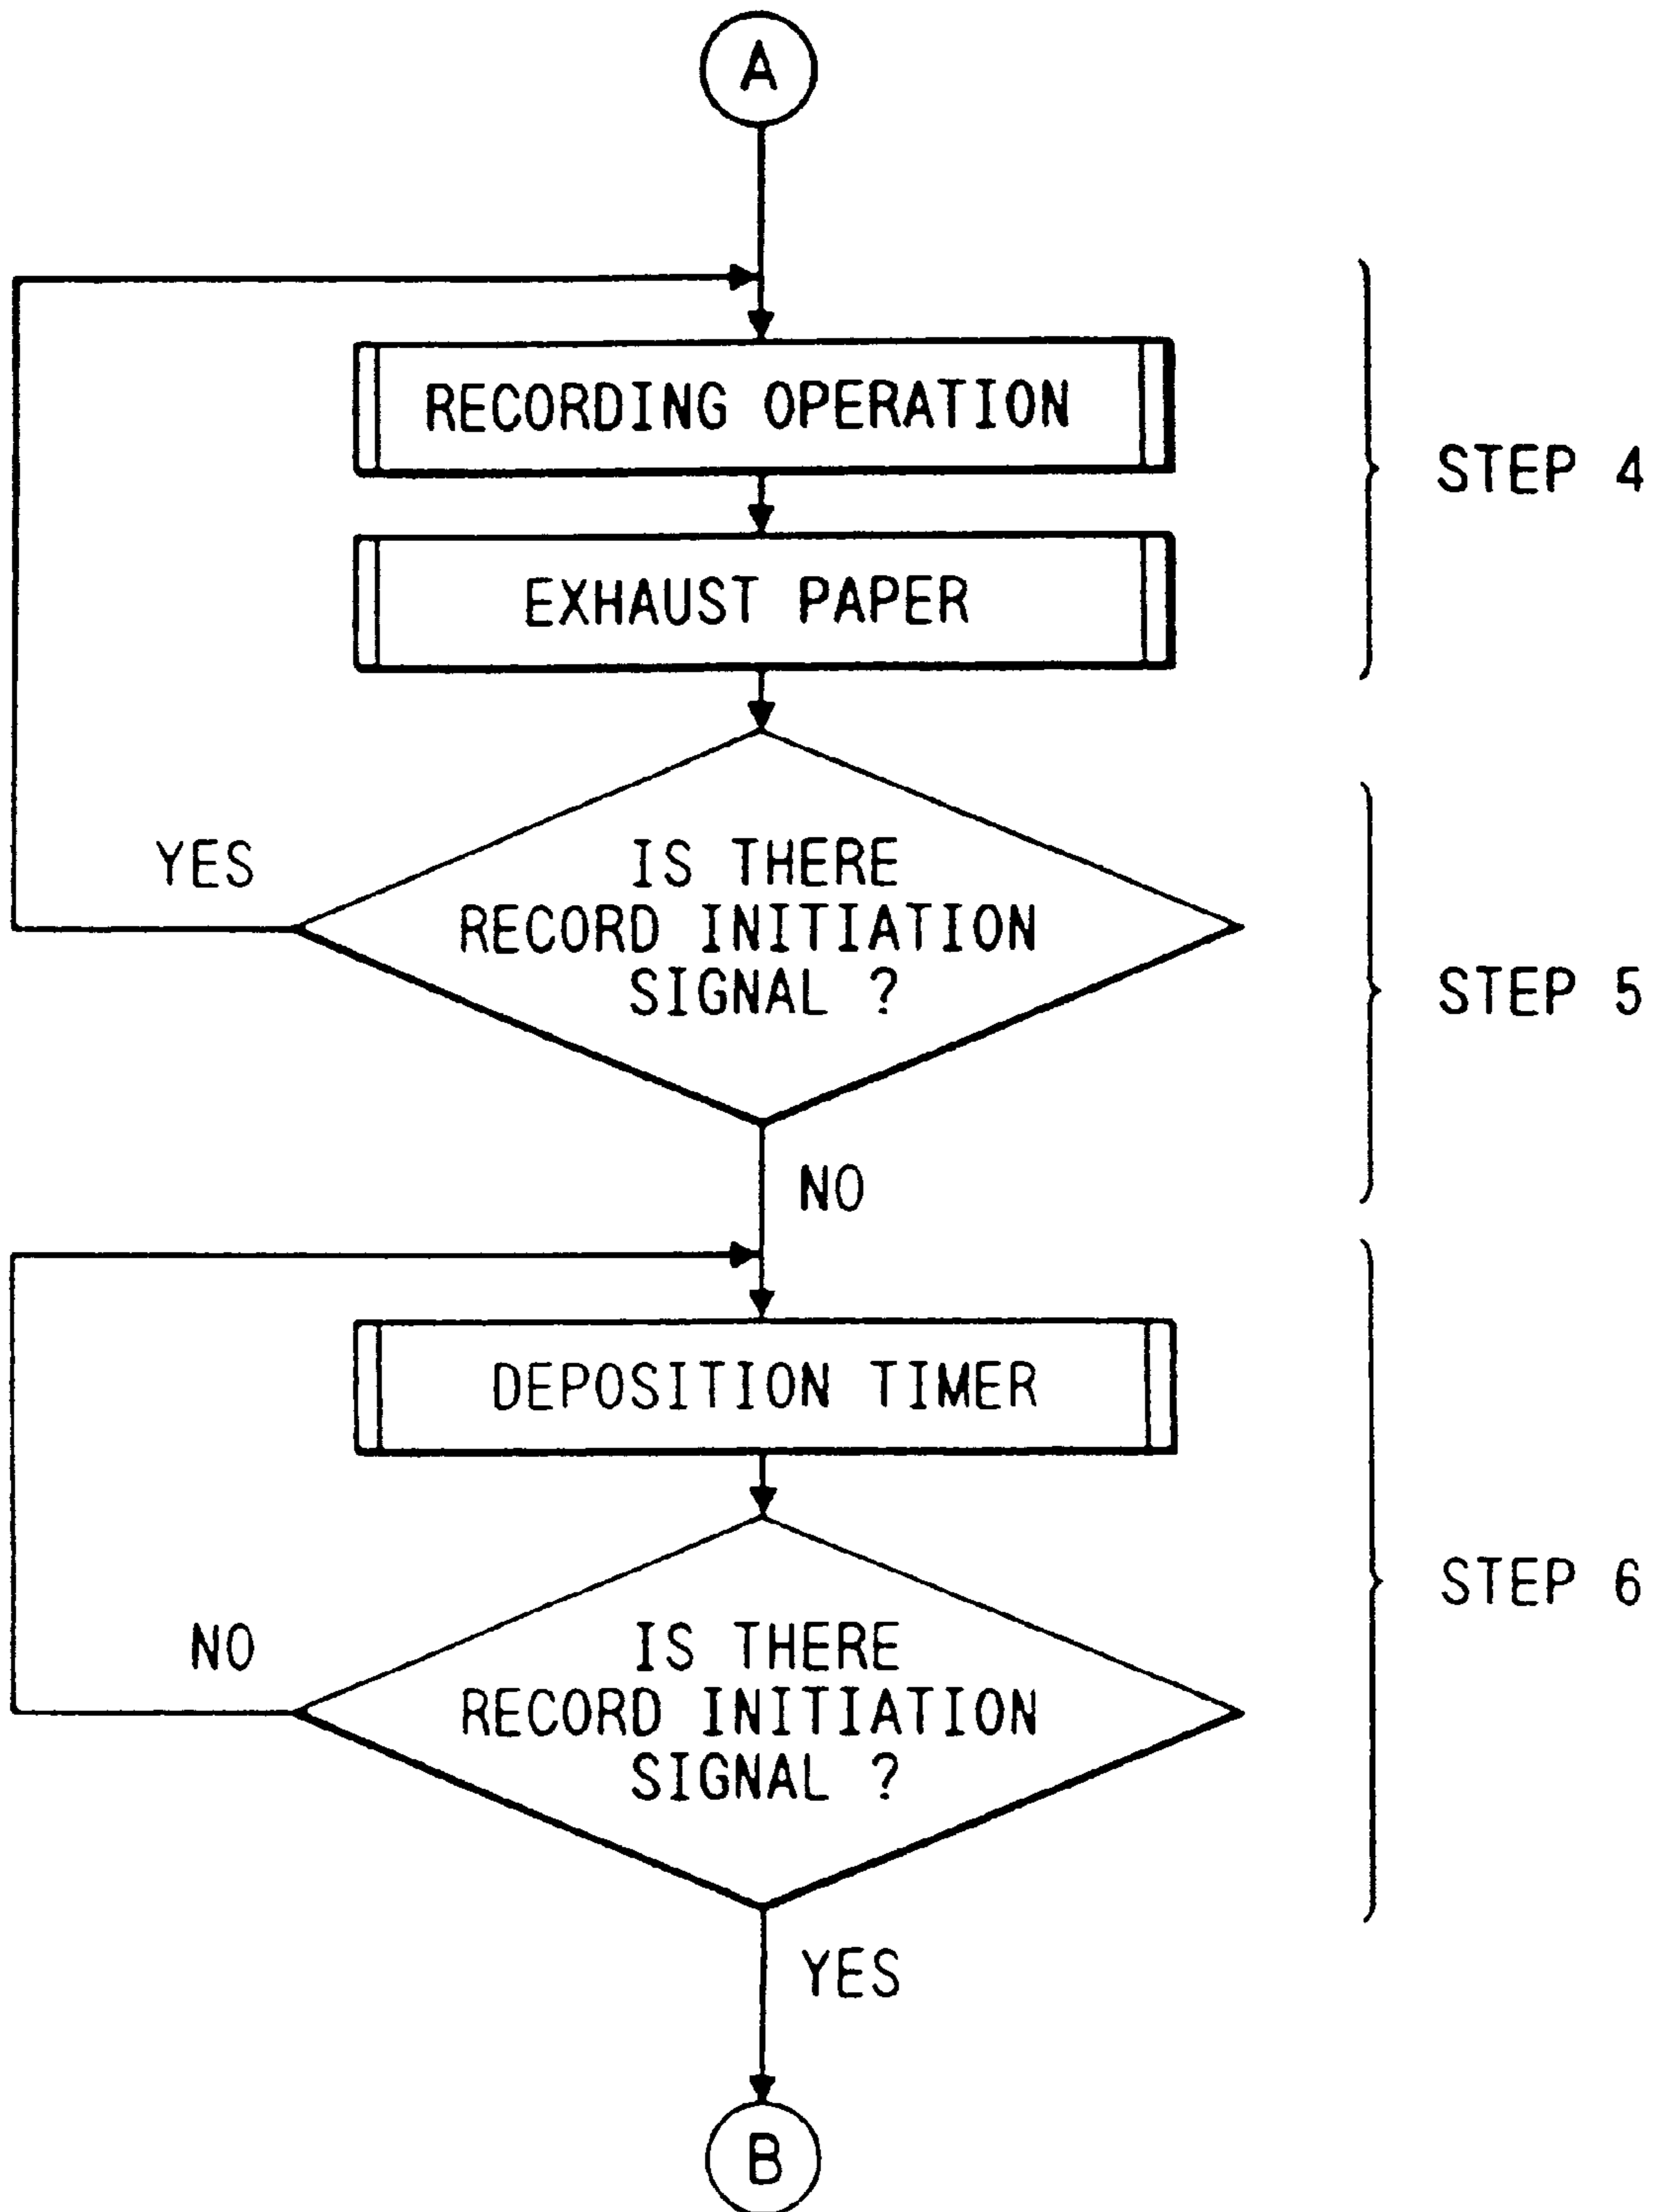 A
RECORDING OPERATION
EXHAUST PAPER
STEP 4
YES
IS THERE
RECORD INITIATION
SIGNAL ?
STEP 5
NO
DEPOSITION TIMER
NO
IS THERE
RECORD INITIATION
SIGNAL ?
STEP 6
YES
B